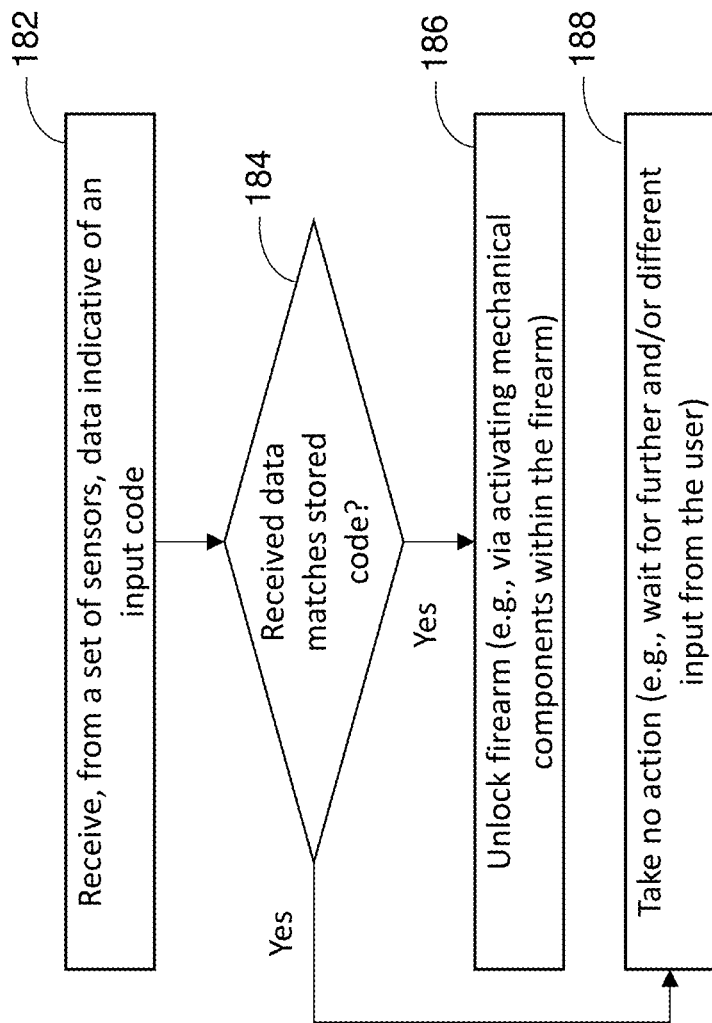 182
Receive, from a set of sensors, data indicative of an
input code
184
Received data
matches stored
code?
Yes
Yes
186
Unlock firearm (e.g., via activating mechanical
components within the firearm)
188
Take no action (e.g., wait for further and/or different
input from the user)